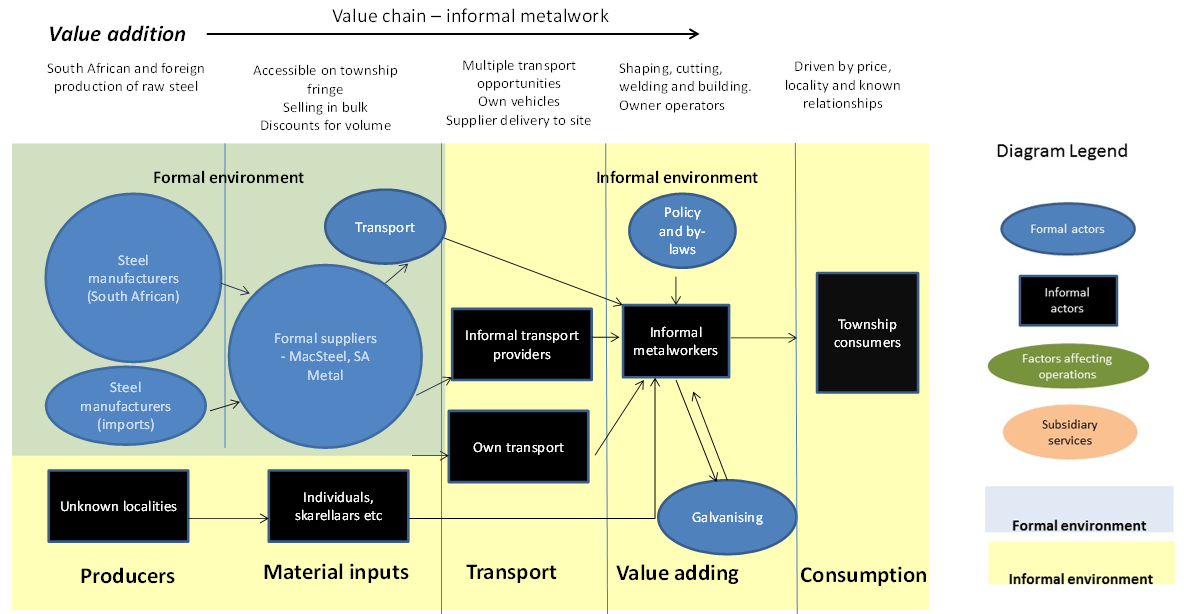 Value chain – informal metalwork
Value addition
South African and foreign
production of raw steel
Accessible on township
fringe
Selling in bulk
Discounts for volume
Multiple transport
opportunities
Own vehicles
Supplier delivery to site
Shaping, cutting,
welding and building.
Owner operators
Driven by price,
locality and known
relationships
Formal environment
Informal environment
Steel
manufacturers
(South African)
Steel
manufacturers
(imports)
Formal suppliers
- MacSteel, SA
Metal
Transport
Policy
and by-
laws
Informal transport
providers
Informal
metalworkers
Township
consumers
Own transport
Unknown localities
Individuals,
skarellaars etc
Galvanising
Producers
Material inputs
Transport
Value adding
Consumption
Diagram Legend
Formal actors
Informal
actors
Factors affecting
operations
Subsidiary
services
Formal environment
Informal environment